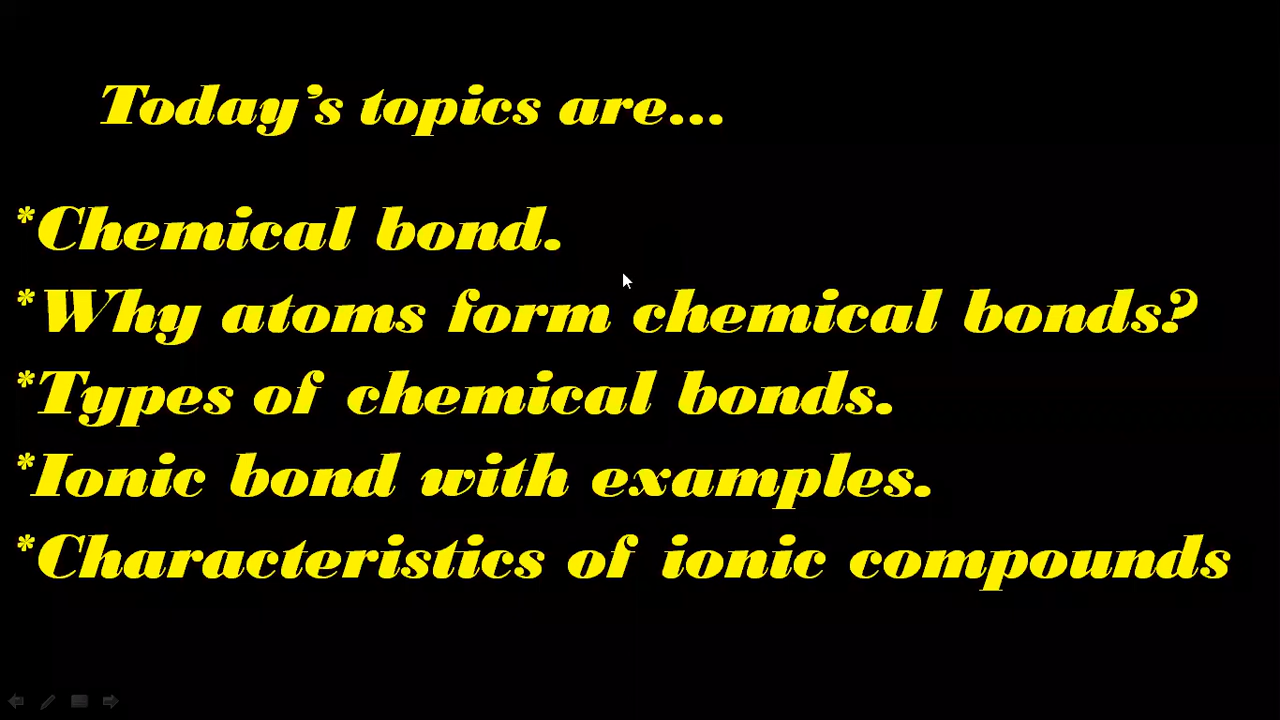 Today’s topics are...
*Chemical bond.
*Why atoms form chemical bonds?
*Types of chemical bonds.
*Ionic bond with examples.
*Characteristics of ionic compounds